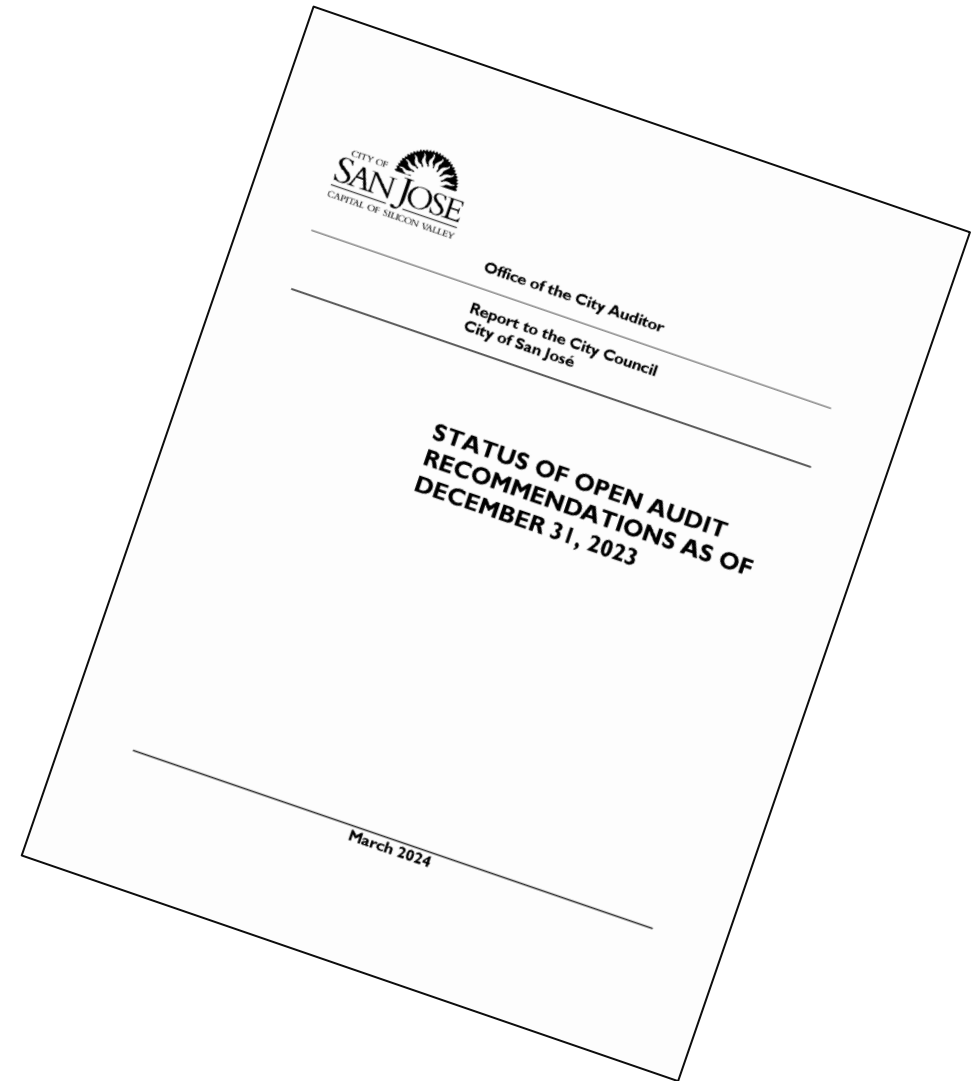 CITY OF
SAN JOSE
CAPITAL OF SILICON VALLEY
Office of the City Auditor
Report to the City Council
City of San José
STATUS OF OPEN AUDIT
RECOMMENDATIONS AS OF
DECEMBER 31, 2023
March 2024